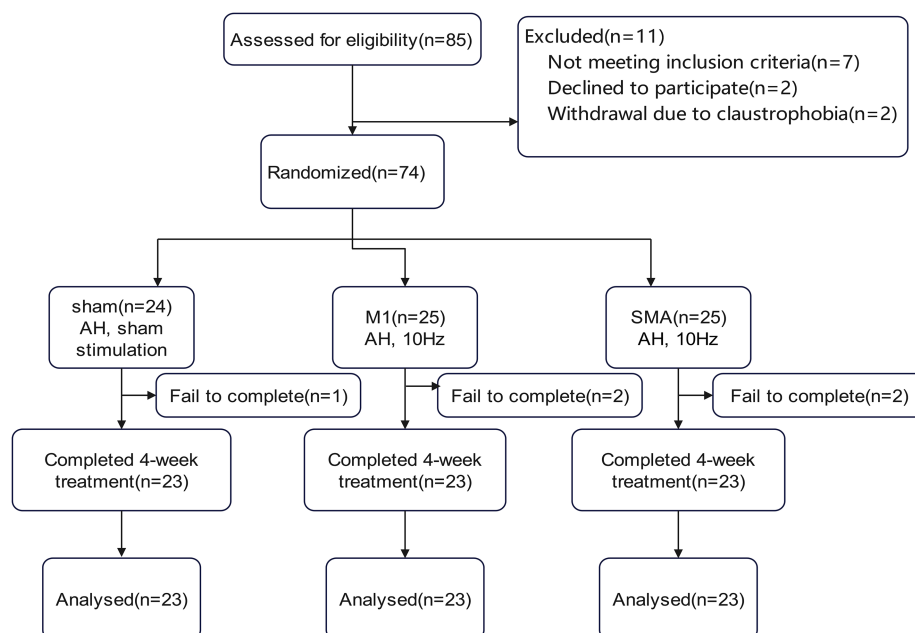 Assessed for eligibility(n=85)
Excluded(n=11)
Not meeting inclusion criteria(n=7)
Declined to participate(n=2)
Withdrawal due to claustrophobia(n=2)
Randomized(n=74)
sham(n=24)
AH, sham
stimulation
M1(n=25)
AH, 10Hz
SMA(n=25)
AH, 10Hz
Fail to complete(n=1)
Fail to complete(n=2)
Fail to complete(n=2)
Completed 4-week
treatment(n=23)
Completed 4-week
treatment(n=23)
Completed 4-week
treatment(n=23)
Analysed(n=23)
Analysed(n=23)
Analysed(n=23)